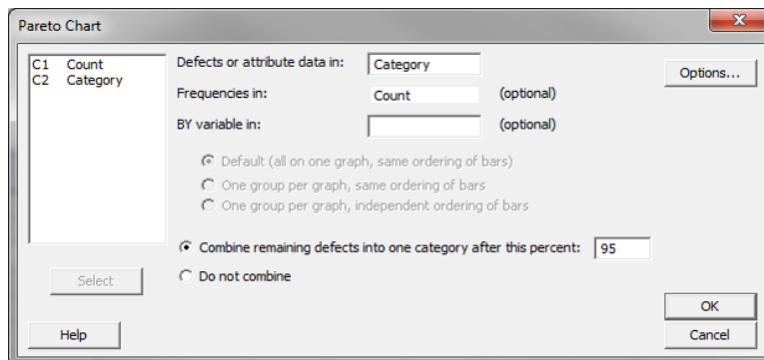 Pareto Chart
C1 Count
C2 Category
Defects or attribute data in: Category
Options...
Frequencies in: Count (optional)
BY variable in: (optional)
Default (all on one graph, same ordering of bars)
One group per graph, same ordering of bars
One group per graph, independent ordering of bars
Combine remaining defects into one category after this percent: 95
Do not combine
Select
OK
Help
Cancel